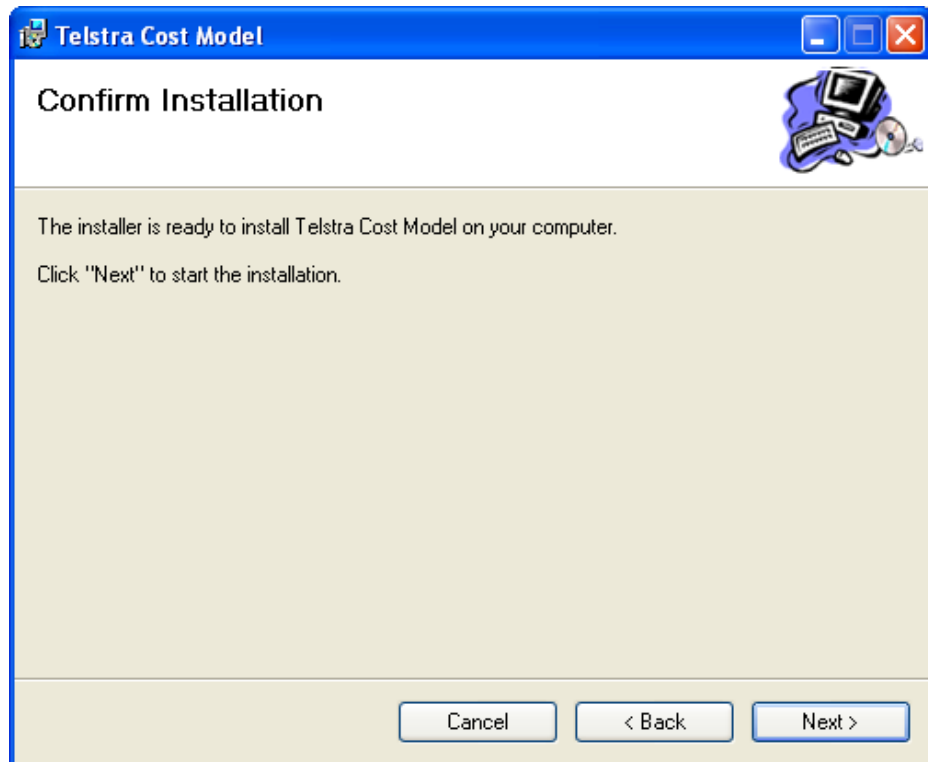 Telstra Cost Model
Confirm Installation
The installer is ready to install Telstra Cost Model on your computer.
Click "Next" to start the installation.
Cancel
< Back
Next >